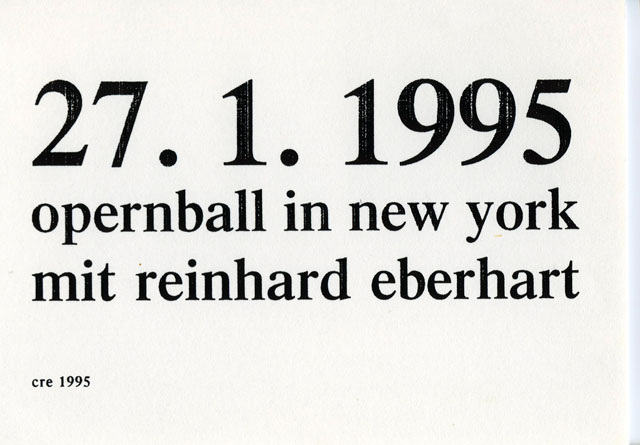 27. 1. 1995
opernball in new york
mit reinhard eberhart
cre 1995